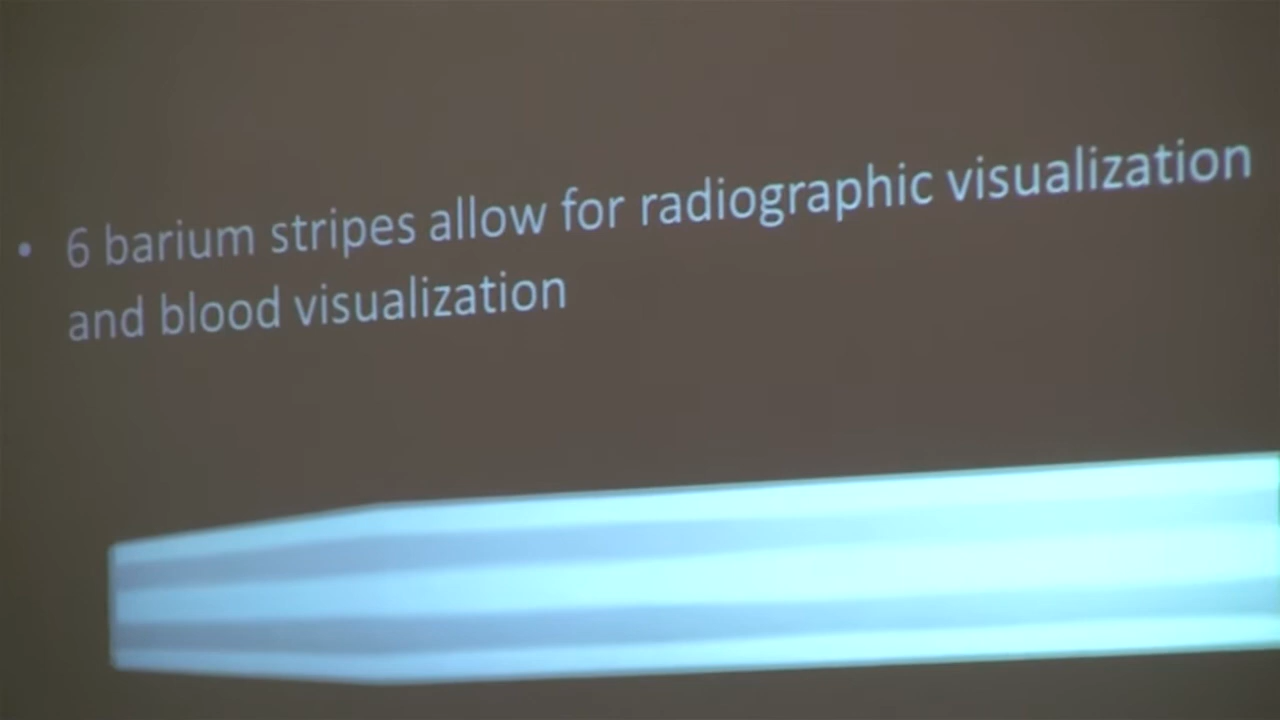 • 6 barium stripes allow for radiographic visualization
and blood visualization